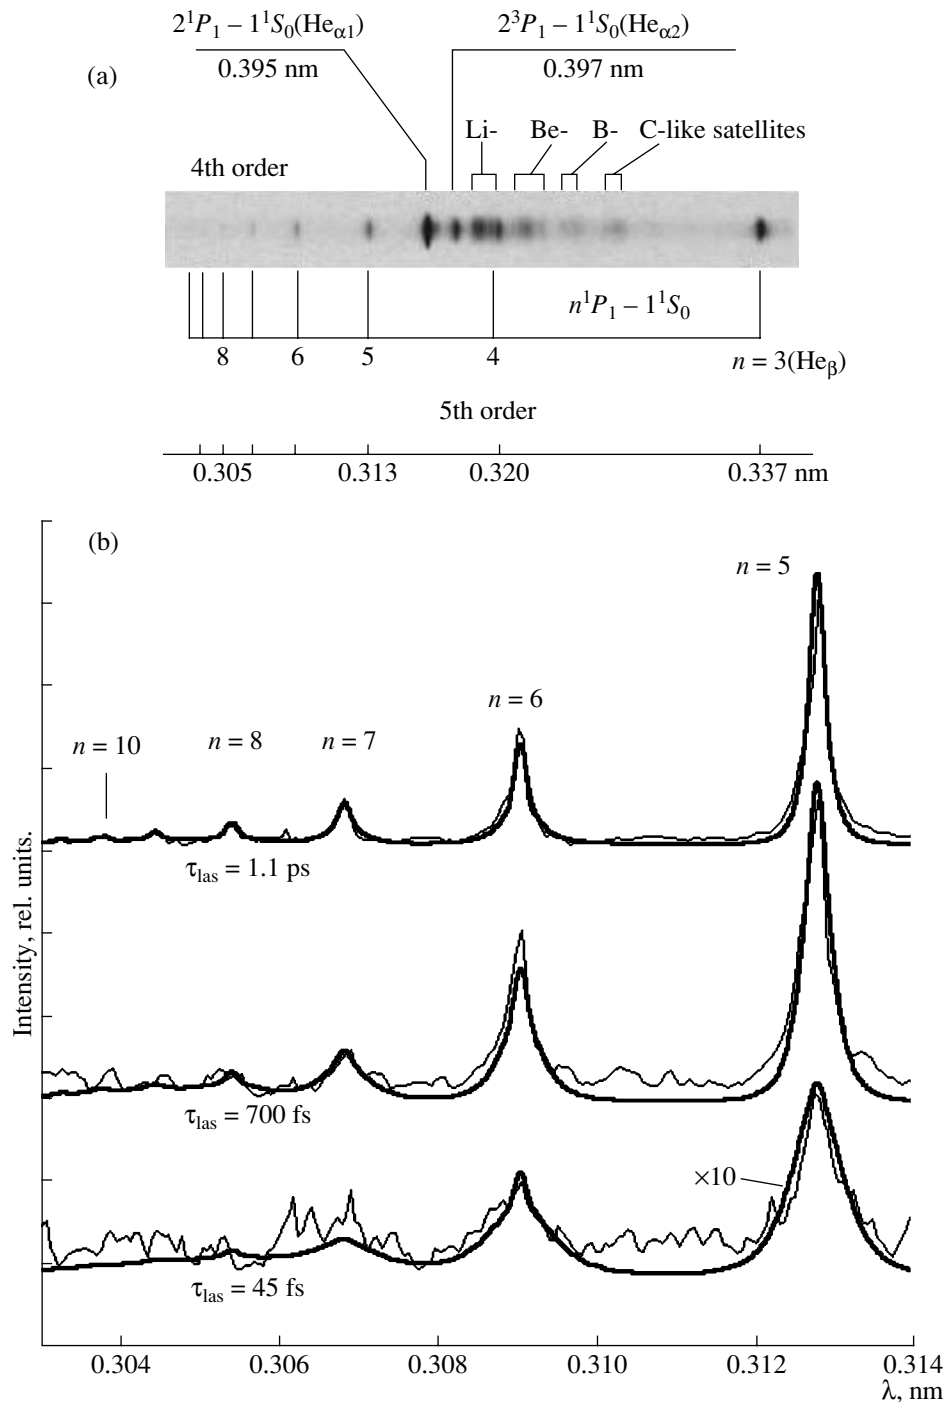 2¹P₁ – 1¹S₀(He_α1) 2³P₁ – 1¹S₀(He_α2)
(a) 0.395 nm 0.397 nm
Li- Be- B- C-like satellites
4th order
n¹P₁ – 1¹S₀
8 6 5 4 n = 3(He_β)
5th order
0.305 0.313 0.320 0.337 nm
(b)
n = 5
n = 6
n = 10 n = 8 n = 7
τ_las = 1.1 ps
Intensity, rel. units.
τ_las = 700 fs
×10
τ_las = 45 fs
0.304 0.306 0.308 0.310 0.312 0.314
λ, nm